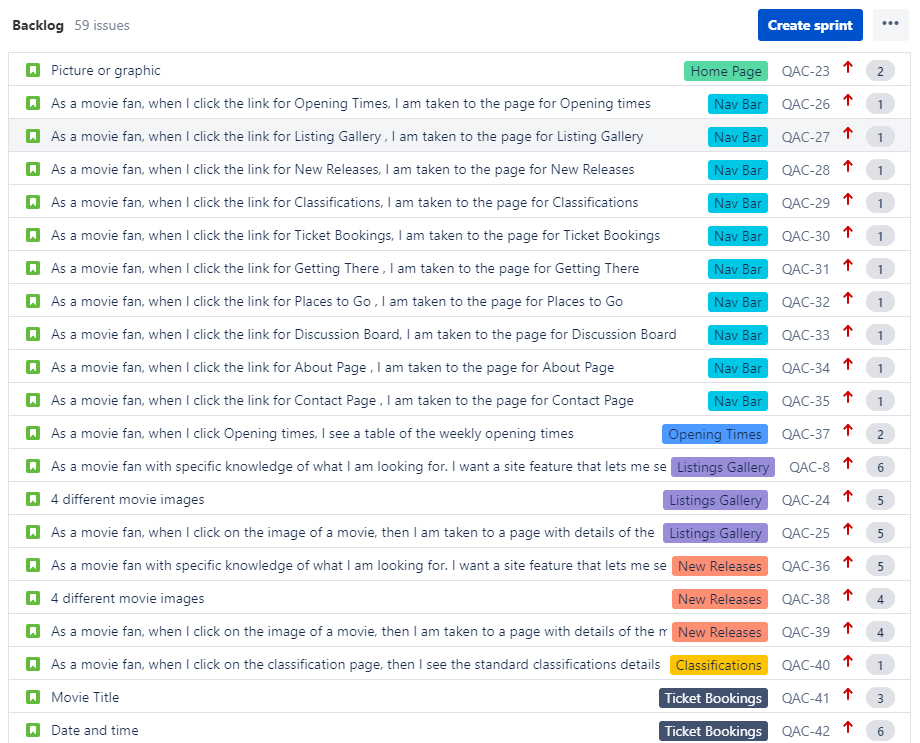 Backlog 59 issues Create sprint •••
Picture or graphic Home Page QAC-23 2
As a movie fan, when I click the link for Opening Times, I am taken to the page for Opening times Nav Bar QAC-26 1
As a movie fan, when I click the link for Listing Gallery , I am taken to the page for Listing Gallery Nav Bar QAC-27 1
As a movie fan, when I click the link for New Releases, I am taken to the page for New Releases Nav Bar QAC-28 1
As a movie fan, when I click the link for Classifications, I am taken to the page for Classifications Nav Bar QAC-29 1
As a movie fan, when I click the link for Ticket Bookings, I am taken to the page for Ticket Bookings Nav Bar QAC-30 1
As a movie fan, when I click the link for Getting There , I am taken to the page for Getting There Nav Bar QAC-31 1
As a movie fan, when I click the link for Places to Go , I am taken to the page for Places to Go Nav Bar QAC-32 1
As a movie fan, when I click the link for Discussion Board, I am taken to the page for Discussion Board Nav Bar QAC-33 1
As a movie fan, when I click the link for About Page , I am taken to the page for About Page Nav Bar QAC-34 1
As a movie fan, when I click the link for Contact Page , I am taken to the page for Contact Page Nav Bar QAC-35 1
As a movie fan, when I click Opening times, I see a table of the weekly opening times Opening Times QAC-37 2
As a movie fan with specific knowledge of what I am looking for. I want a site feature that lets me se Listings Gallery QAC-8 6
4 different movie images Listings Gallery QAC-24 5
As a movie fan, when I click on the image of a movie, then I am taken to a page with details of the Listings Gallery QAC-25 5
As a movie fan with specific knowledge of what I am looking for. I want a site feature that lets me se New Releases QAC-36 5
4 different movie images New Releases QAC-38 4
As a movie fan, when I click on the image of a movie, then I am taken to a page with details of the New Releases QAC-39 4
As a movie fan, when I click on the classification page, then I see the standard classifications details Classifications QAC-40 1
Movie Title Ticket Bookings QAC-41 3
Date and time Ticket Bookings QAC-42 6